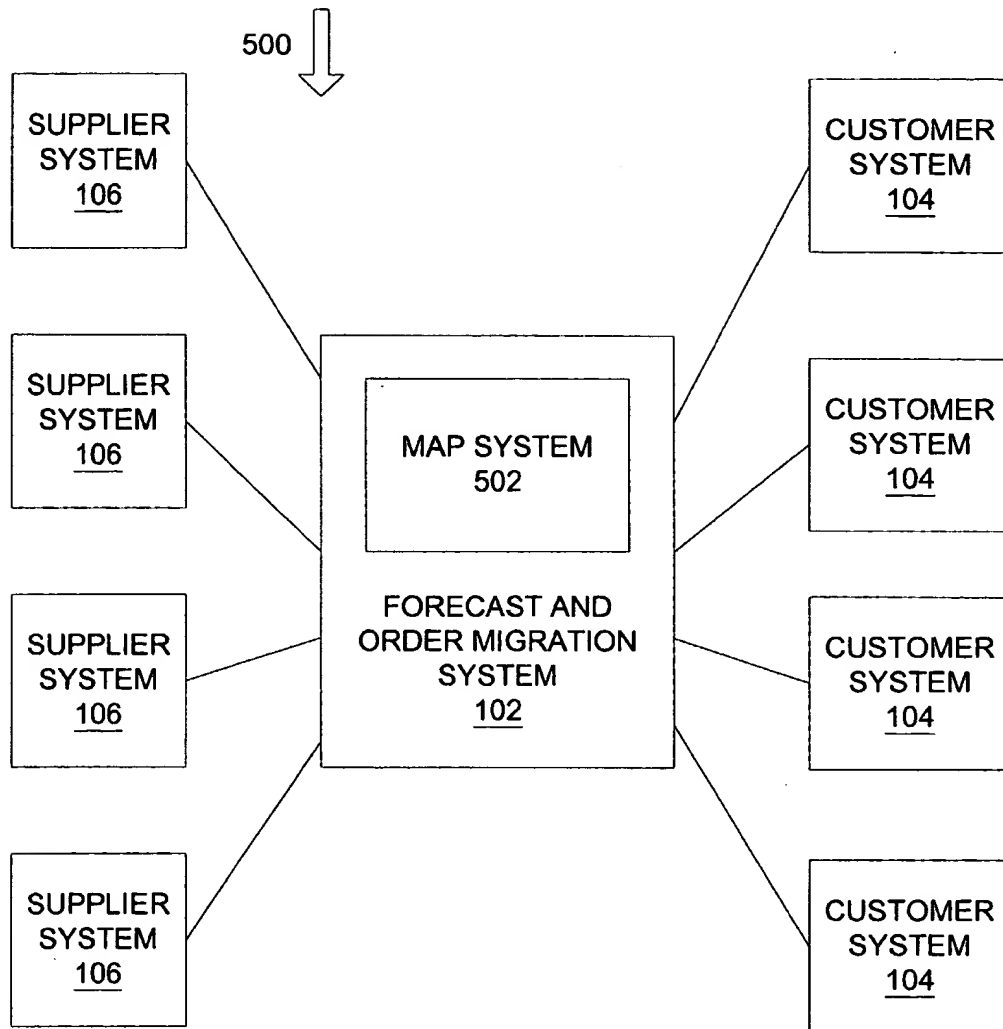 500
SUPPLIER
SYSTEM
106
CUSTOMER
SYSTEM
104
SUPPLIER
SYSTEM
106
MAP SYSTEM
502
CUSTOMER
SYSTEM
104
SUPPLIER
SYSTEM
106
FORECAST AND
ORDER MIGRATION
SYSTEM
102
CUSTOMER
SYSTEM
104
SUPPLIER
SYSTEM
106
CUSTOMER
SYSTEM
104